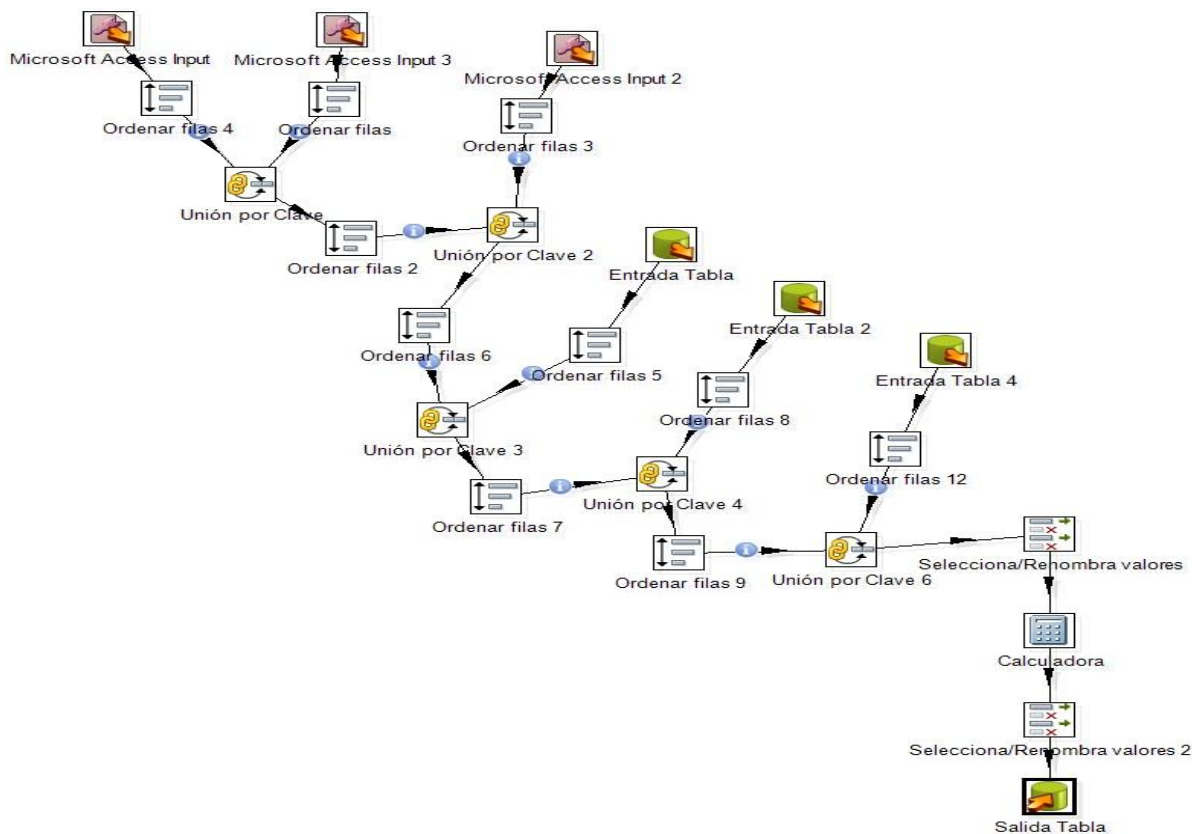 Microsoft Access Input
Microsoft Access Input 3
Microsoft Access Input 2
Ordenar filas 4
Ordenar filas
Ordenar filas 3
Unión por Clave
Ordenar filas 2
Unión por Clave 2
Entrada Tabla
Entrada Tabla 2
Ordenar filas 6
Ordenar filas 5
Entrada Tabla 4
Ordenar filas 8
Unión por Clave 3
Ordenar filas 12
Unión por Clave 4
Ordenar filas 7
Selecciona/Renombra valores
Ordenar filas 9
Unión por Clave 6
Calculadora
Selecciona/Renombra valores 2
Salida Tabla